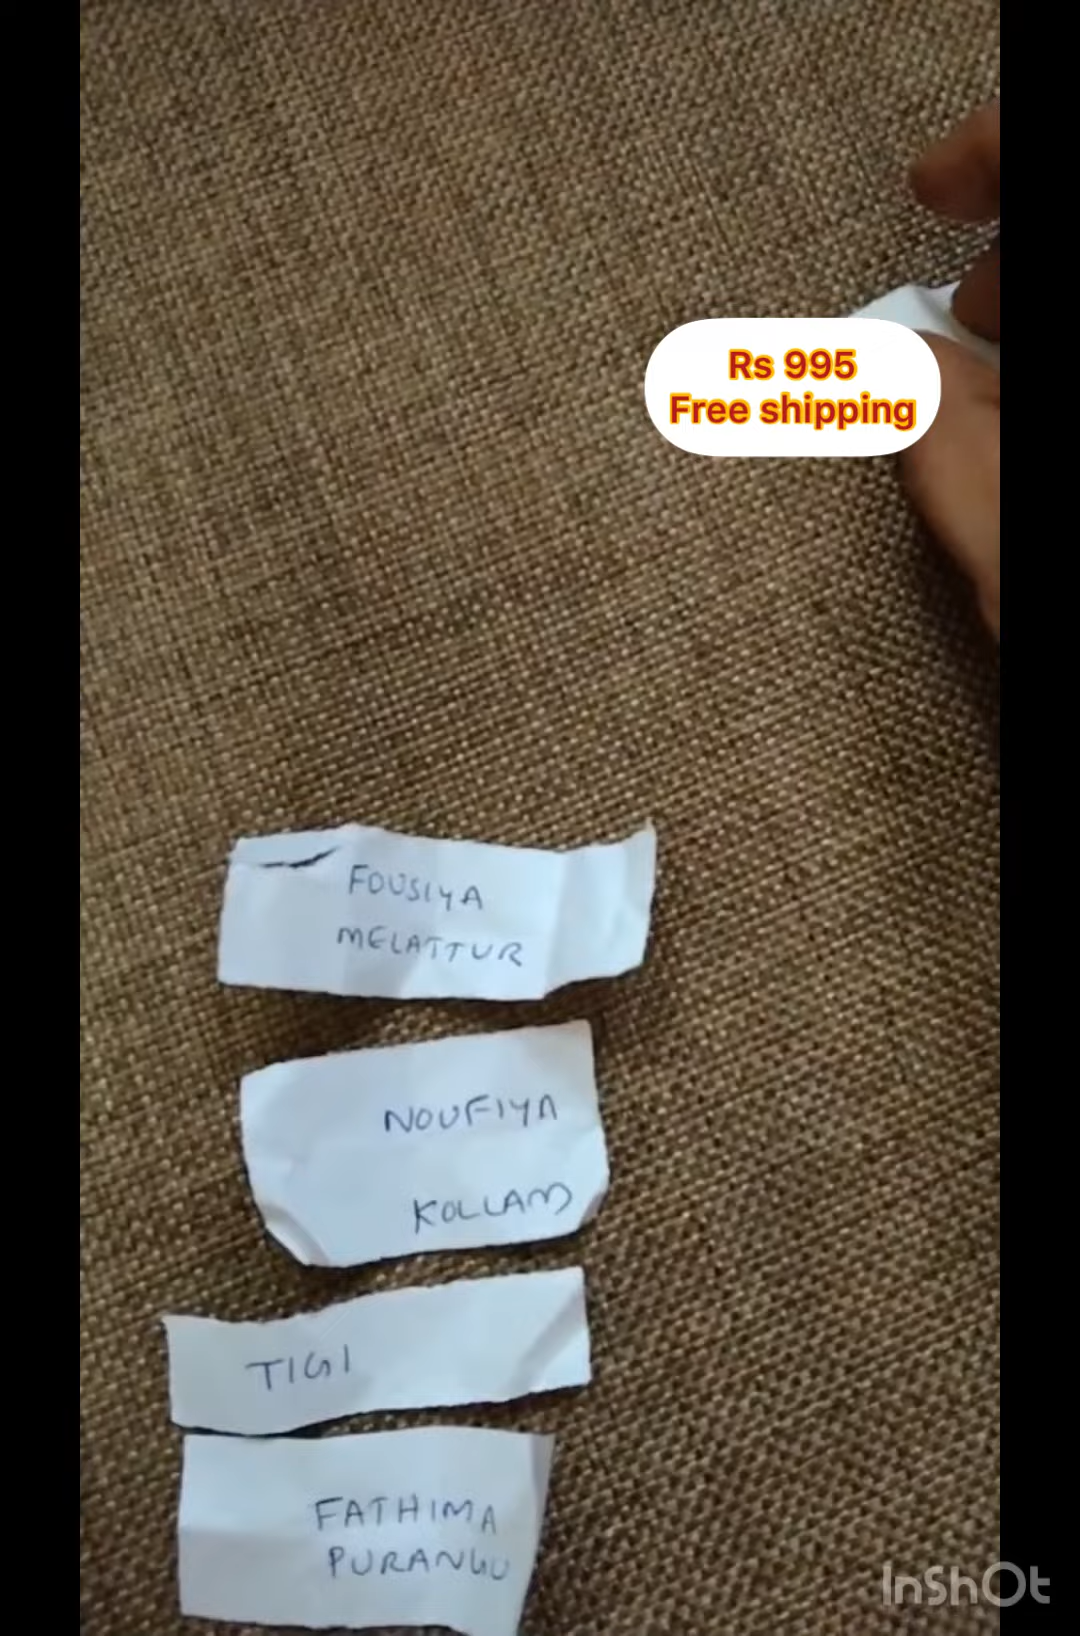 Rs 995
Free shipping
FOUSIYA
MELATTUR
NOUFIYA
KOLLAM
TIGI
FATHIMA
PURANGU
InShOt